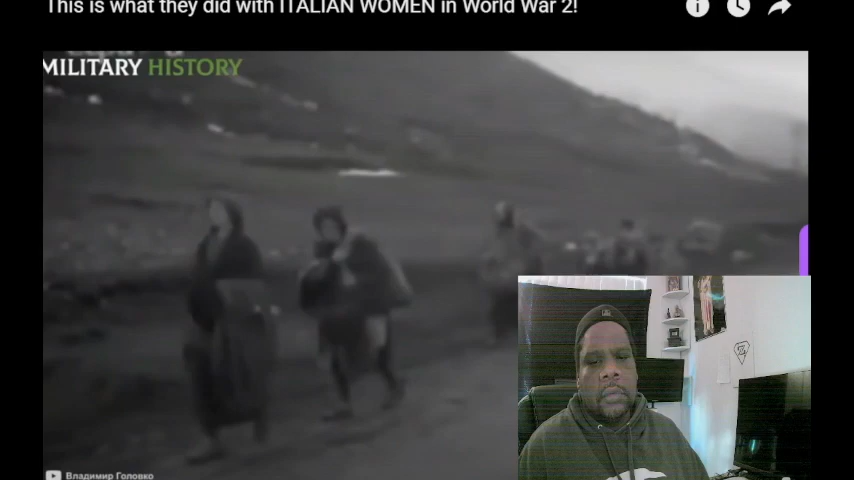 This is what they did with ITALIAN WOMEN in World War 2!
MILITARY HISTORY
Владимир Головко